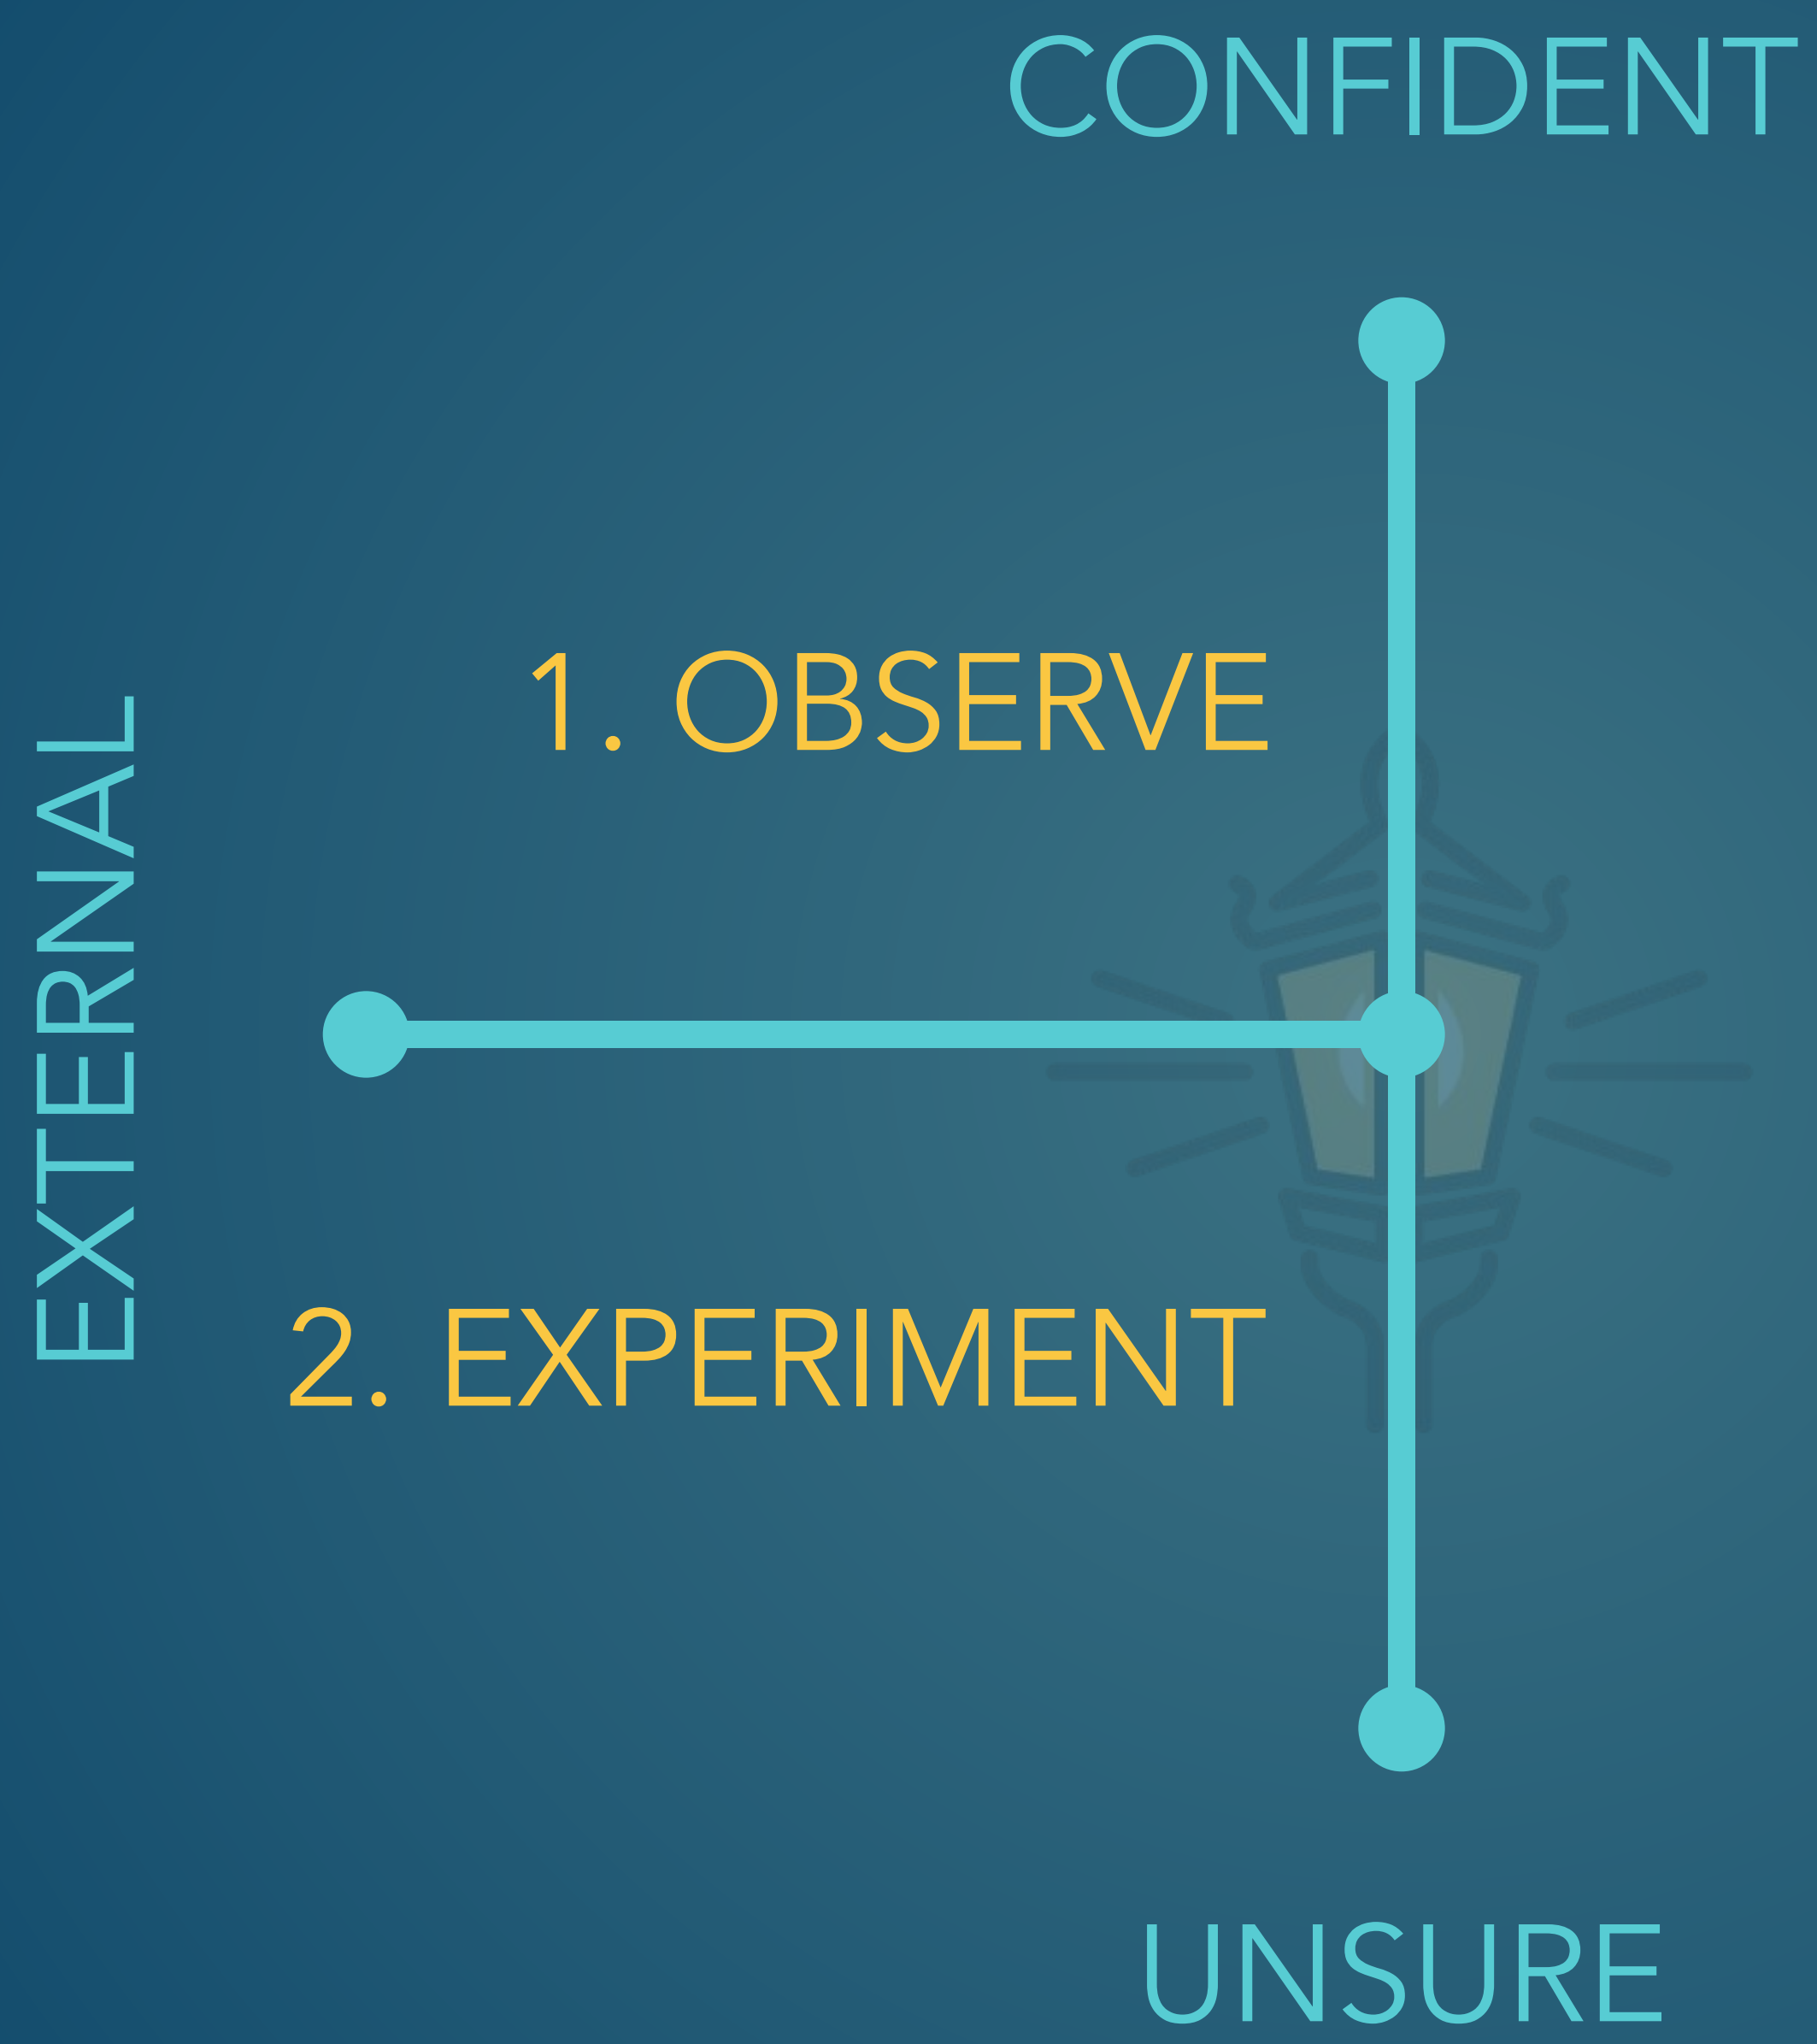 CONFIDENT
1. OBSERVE
EXTERNAL
2. EXPERIMENT
UNSURE